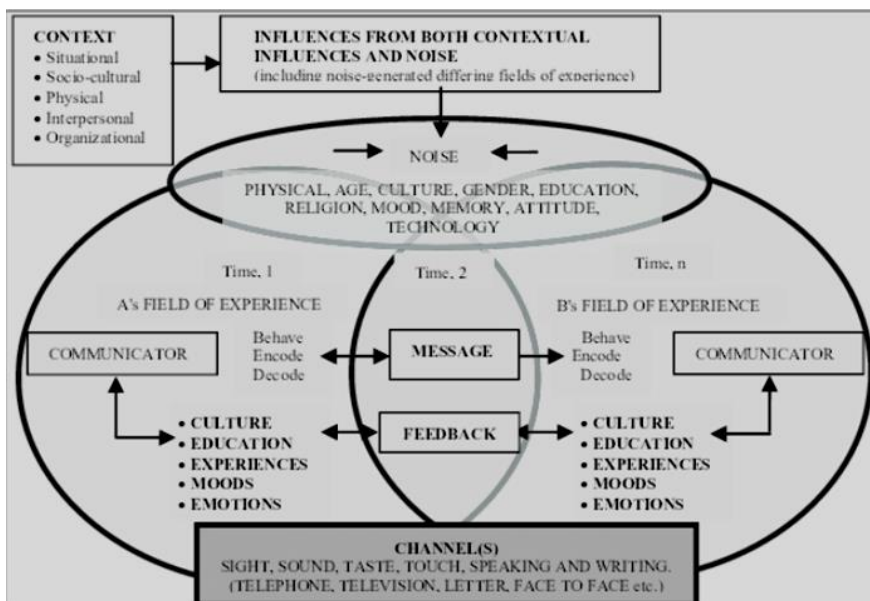 CONTEXT
• Situational
• Socio-cultural
• Physical
• Interpersonal
• Organizational
INFLUENCES FROM BOTH CONTEXTUAL
INFLUENCES AND NOISE
(including noise-generated differing fields of experience)
NOISE
PHYSICAL, AGE, CULTURE, GENDER, EDUCATION,
RELIGION, MOOD, MEMORY, ATTITUDE,
TECHNOLOGY
Time, 1
Time, 2
Time, n
A's FIELD OF EXPERIENCE
B's FIELD OF EXPERIENCE
COMMUNICATOR
Behave
Encode
Decode
MESSAGE
Behave
Encode
Decode
COMMUNICATOR
• CULTURE
• EDUCATION
• EXPERIENCES
• MOODS
• EMOTIONS
FEEDBACK
• CULTURE
• EDUCATION
• EXPERIENCES
• MOODS
• EMOTIONS
CHANNEL(S)
SIGHT, SOUND, TASTE, TOUCH, SPEAKING AND WRITING.
(TELEPHONE, TELEVISION, LETTER, FACE TO FACE etc.)